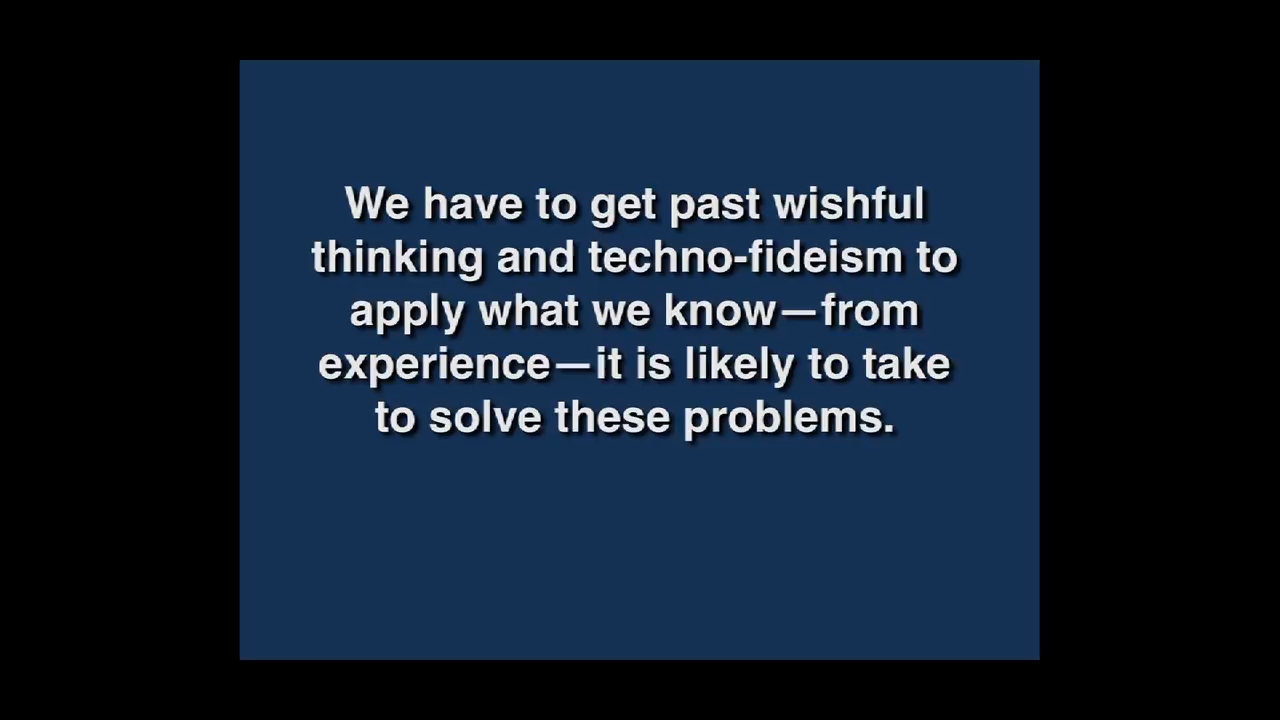 We have to get past wishful
thinking and techno-fideism to
apply what we know—from
experience—it is likely to take
to solve these problems.